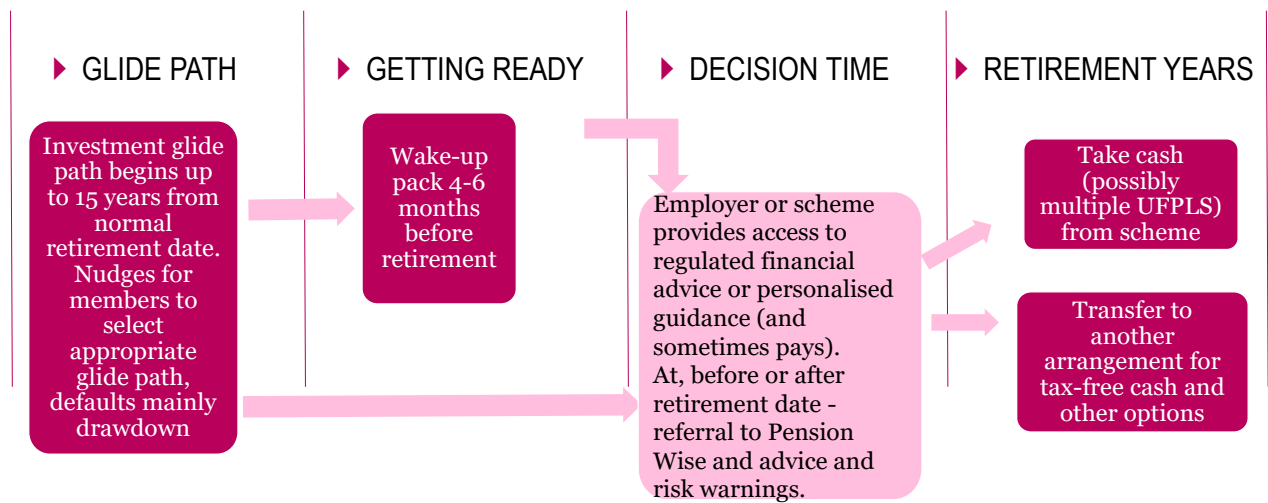 GLIDE PATH
GETTING READY
DECISION TIME
RETIREMENT YEARS
Investment glide
path begins up
to 15 years from
normal
retirement date.
Nudges for
members to
select
appropriate
glide path,
defaults mainly
drawdown
Wake-up
pack 4-6
months
before
retirement
Employer or scheme
provides access to
regulated financial
advice or personalised
guidance (and
sometimes pays).
At, before or after
retirement date -
referral to Pension
Wise and advice and
risk warnings.
Take cash
(possibly
multiple UFPLS)
from scheme
Transfer to
another
arrangement for
tax-free cash and
other options